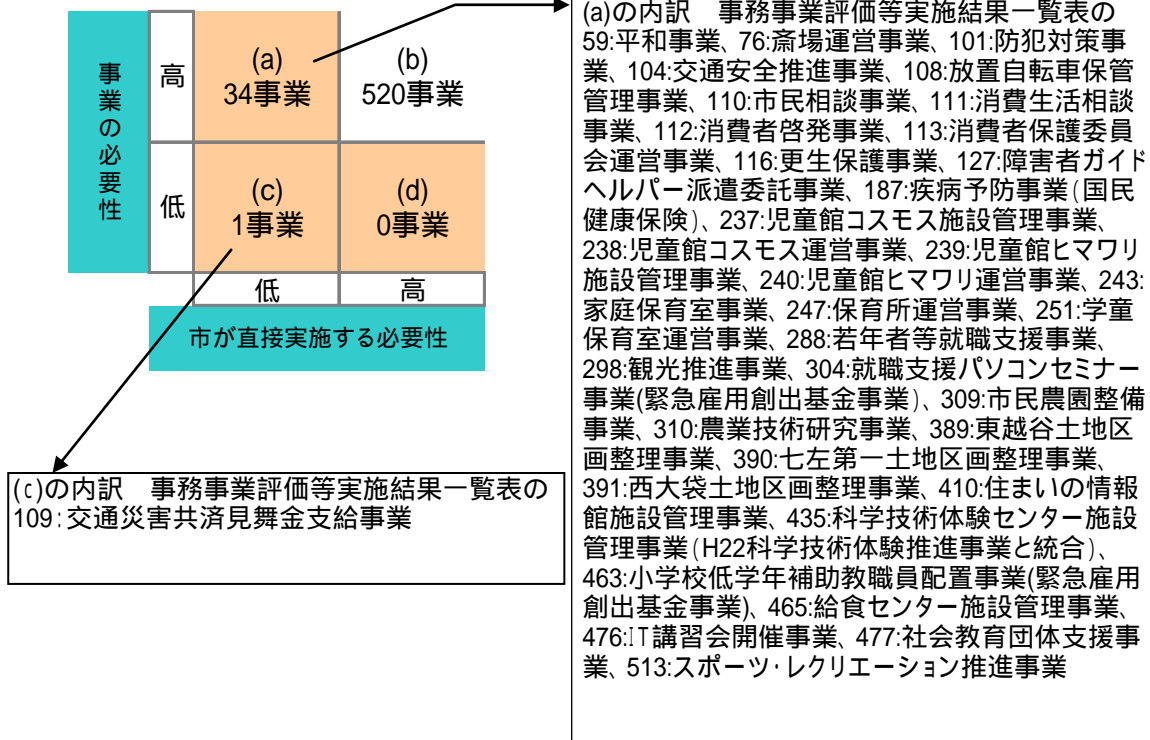 事業の必要性
高
(a)
34事業
(b)
520事業
低
(c)
1事業
(d)
0事業
低
高
市が直接実施する必要性
(c)の内訳 事務事業評価等実施結果一覧表の
109:交通災害共済見舞金支給事業
(a)の内訳 事務事業評価等実施結果一覧表の
59:平和事業、76:斎場運営事業、101:防犯対策事
業、104:交通安全推進事業、108:放置自転車保管
管理事業、110:市民相談事業、111:消費生活相談
事業、112:消費者啓発事業、113:消費者保護委員
会運営事業、116:更生保護事業、127:障害者ガイド
ヘルパー派遣委託事業、187:疾病予防事業(国民
健康保険)、237:児童館コスモス施設管理事業、
238:児童館コスモス運営事業、239:児童館ヒマワリ
施設管理事業、240:児童館ヒマワリ運営事業、243:
家庭保育室事業、247:保育所運営事業、251:学童
保育室運営事業、288:若年者等就職支援事業、
298:観光推進事業、304:就職支援パソコンセミナー
事業(緊急雇用創出基金事業)、309:市民農園整備
事業、310:農業技術研究事業、389:東越谷土地区
画整理事業、390:七左第一土地区画整理事業、
391:西大袋土地区画整理事業、410:住まいの情報
館施設管理事業、435:科学技術体験センター施設
管理事業(H22科学技術体験推進事業と統合)、
463:小学校低学年補助教職員配置事業(緊急雇用
創出基金事業)、465:給食センター施設管理事業、
476:IT講習会開催事業、477:社会教育団体支援事
業、513:スポーツ・レクリエーション推進事業